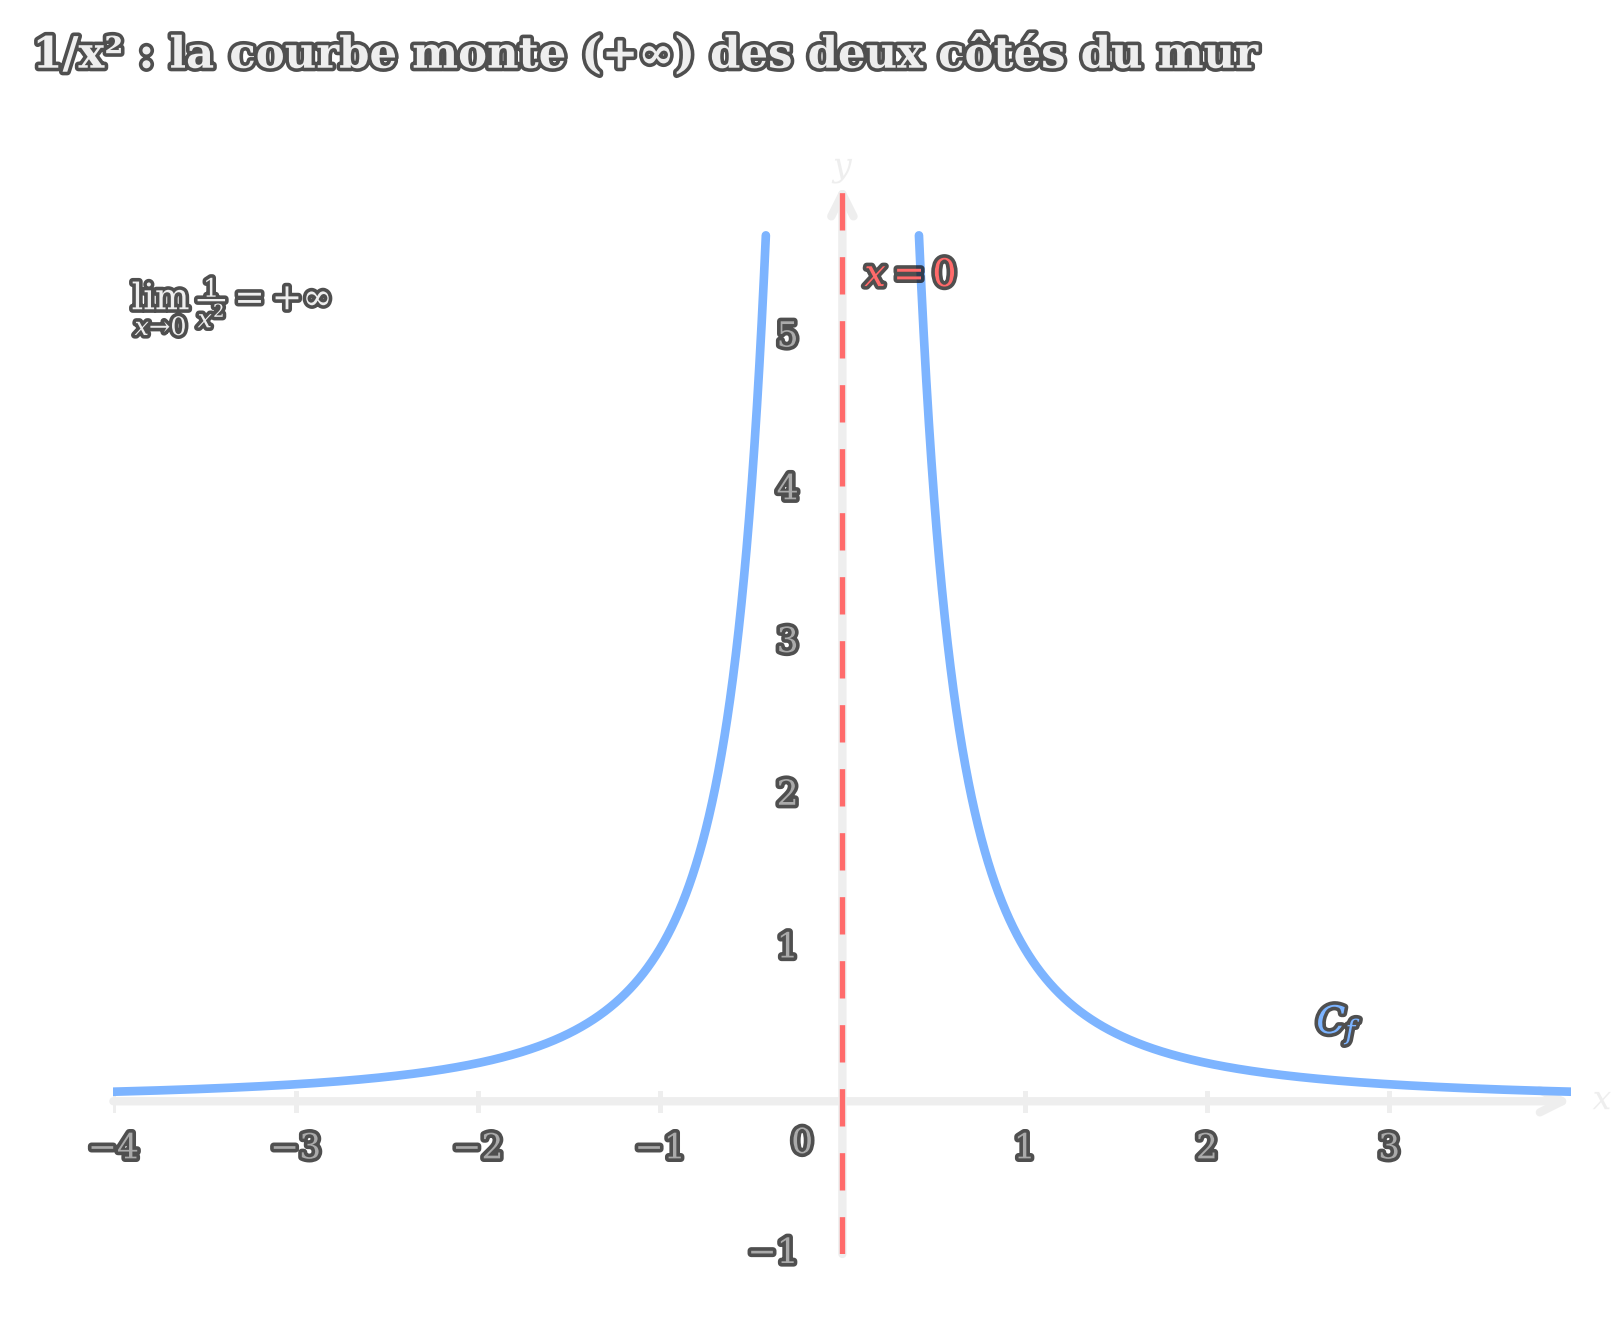 1/x² : la courbe monte (+∞) des deux côtés du mur
y
x = 0
lim x→0 1/x² = +∞
5
4
3
2
1
C_f
x
−4 −3 −2 −1 0 1 2 3
−1